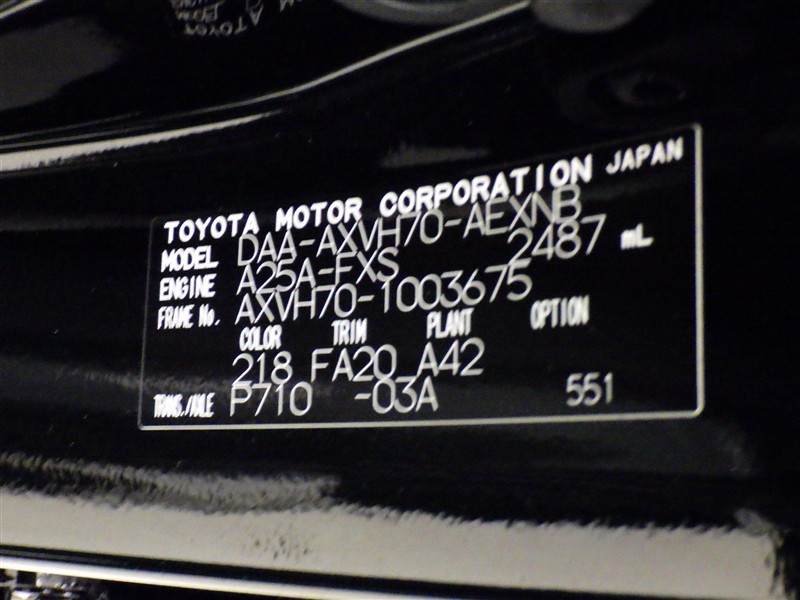 TOYOTA MOTOR CORPORATION JAPAN
MODEL DAA-AXVH70-AEXNB
ENGINE A25A-FXS 2487 mL
FRAME No. AXVH70-1003675
COLOR TRIM PLANT OPTION
218 FA20 A42
TRANS./AXLE P710 -03A 551